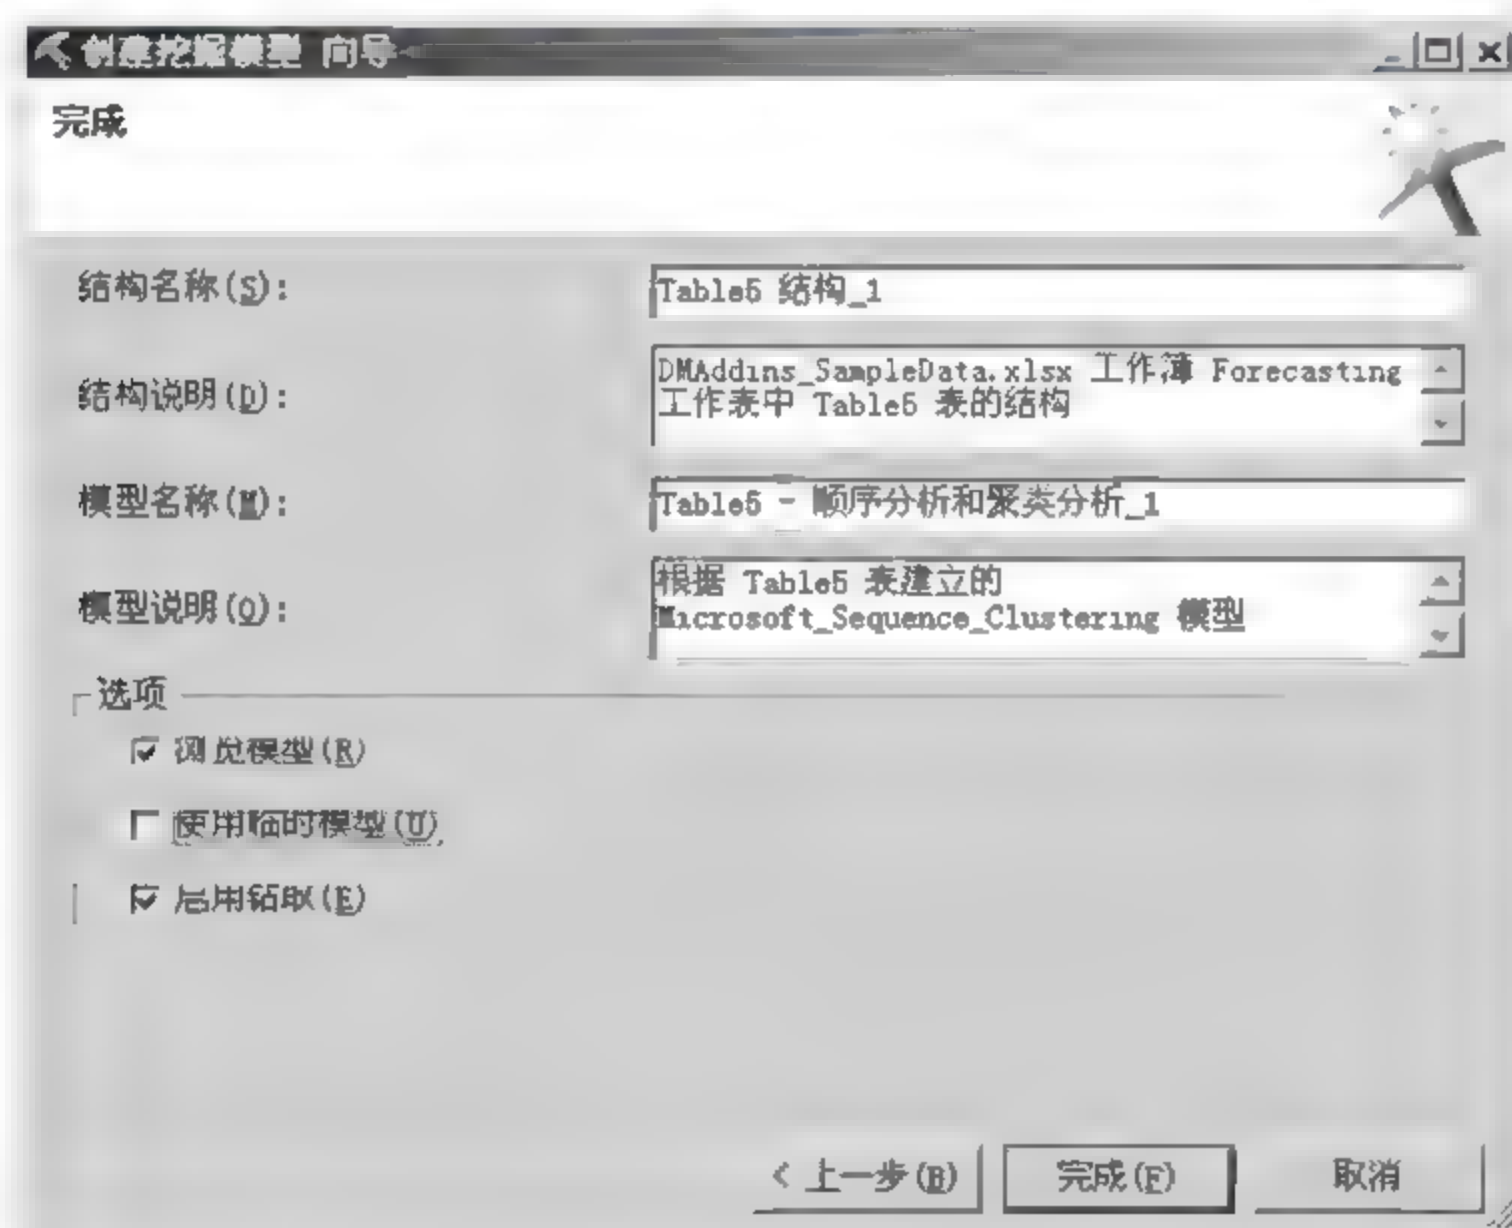 创建挖掘模型 向导
完成
结构名称(S):
Table5 结构_1
结构说明(D):
DMAddins_SampleData.xlsx 工作簿 Forecasting
工作表中 Table5 表的结构
模型名称(M):
Table5 - 顺序分析和聚类分析_1
模型说明(O):
根据 Table5 表建立的
Microsoft_Sequence_Clustering 模型
选项
浏览模型(R)
使用临时模型(U)
启用钻取(E)
< 上一步(B)
完成(F)
取消